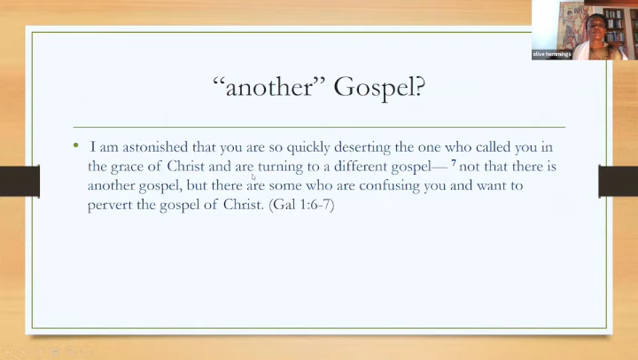 olive hemmings
“another” Gospel?
• I am astonished that you are so quickly deserting the one who called you in
the grace of Christ and are turning to a different gospel— 7 not that there is
another gospel, but there are some who are confusing you and want to
pervert the gospel of Christ. (Gal 1:6-7)